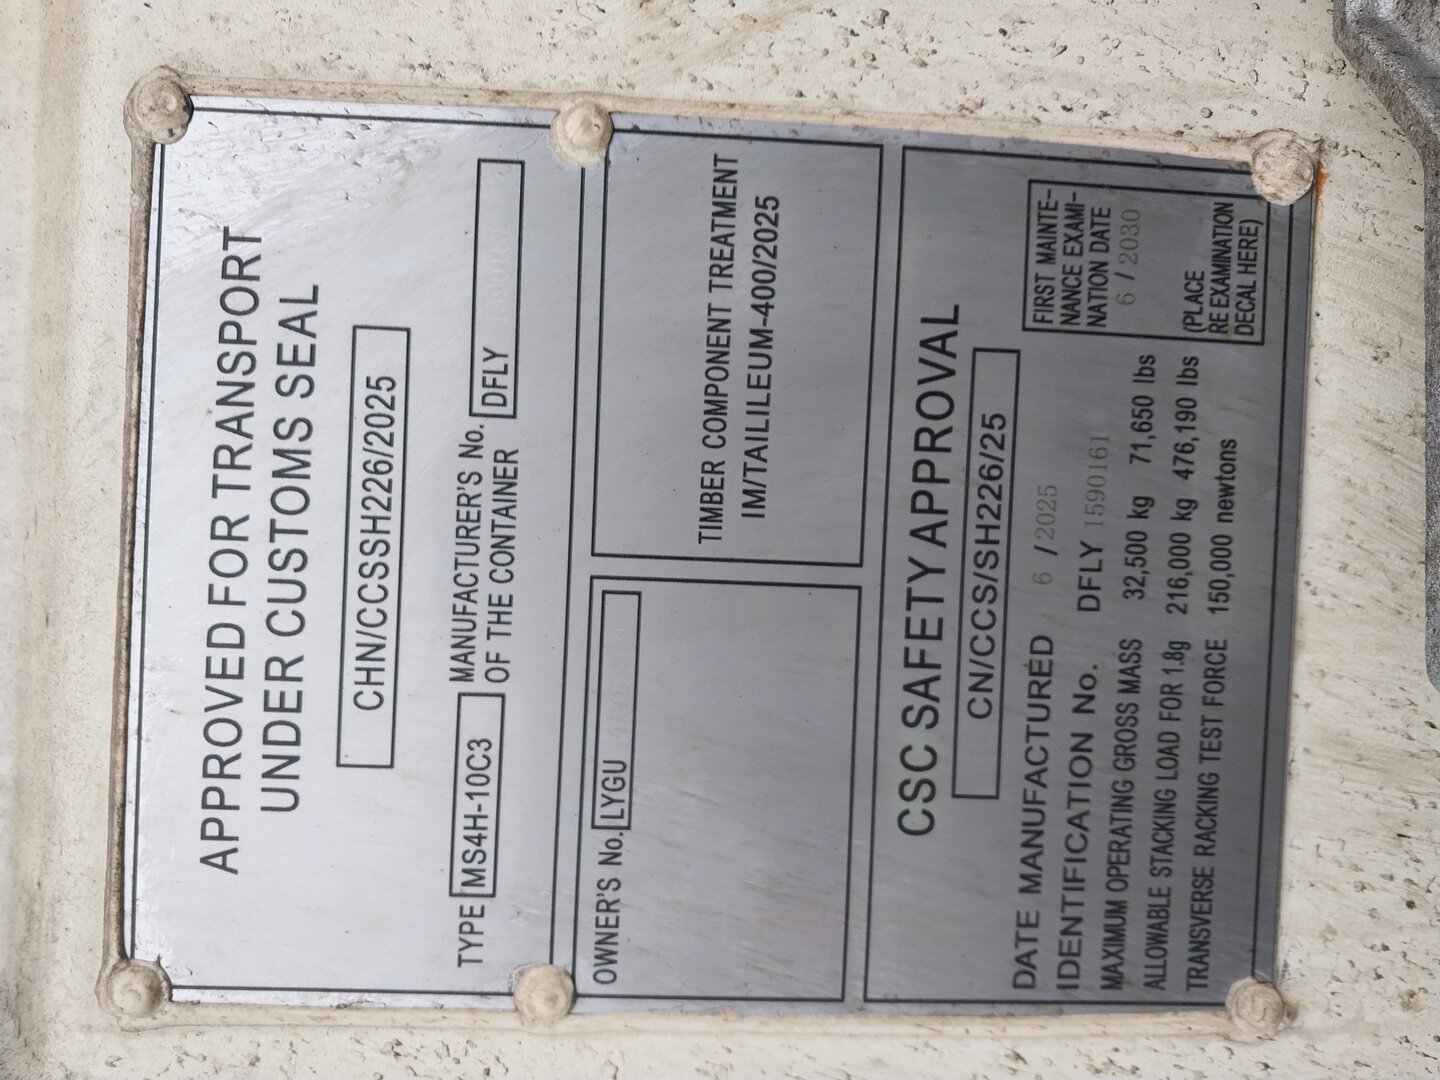 APPROVED FOR TRANSPORT
UNDER CUSTOMS SEAL
CHN/CCSSH226/2025
TYPE MS4H-10C3 MANUFACTURER'S No.
OF THE CONTAINER DFLY
OWNER'S No. LYGU
TIMBER COMPONENT TREATMENT
IM/TAILILEUM-400/2025
CSC SAFETY APPROVAL
CN/CCS/SH226/25
DATE MANUFACTURED 6 / 2025
IDENTIFICATION No. DFLY 1590161
MAXIMUM OPERATING GROSS MASS 32,500 kg 71,650 lbs
ALLOWABLE STACKING LOAD FOR 1.8g 216,000 kg 476,190 lbs
TRANSVERSE RACKING TEST FORCE 150,000 newtons
FIRST MAINTE-
NANCE EXAMI-
NATION DATE
6 / 2030
(PLACE
REEXAMINATION
DECAL HERE)